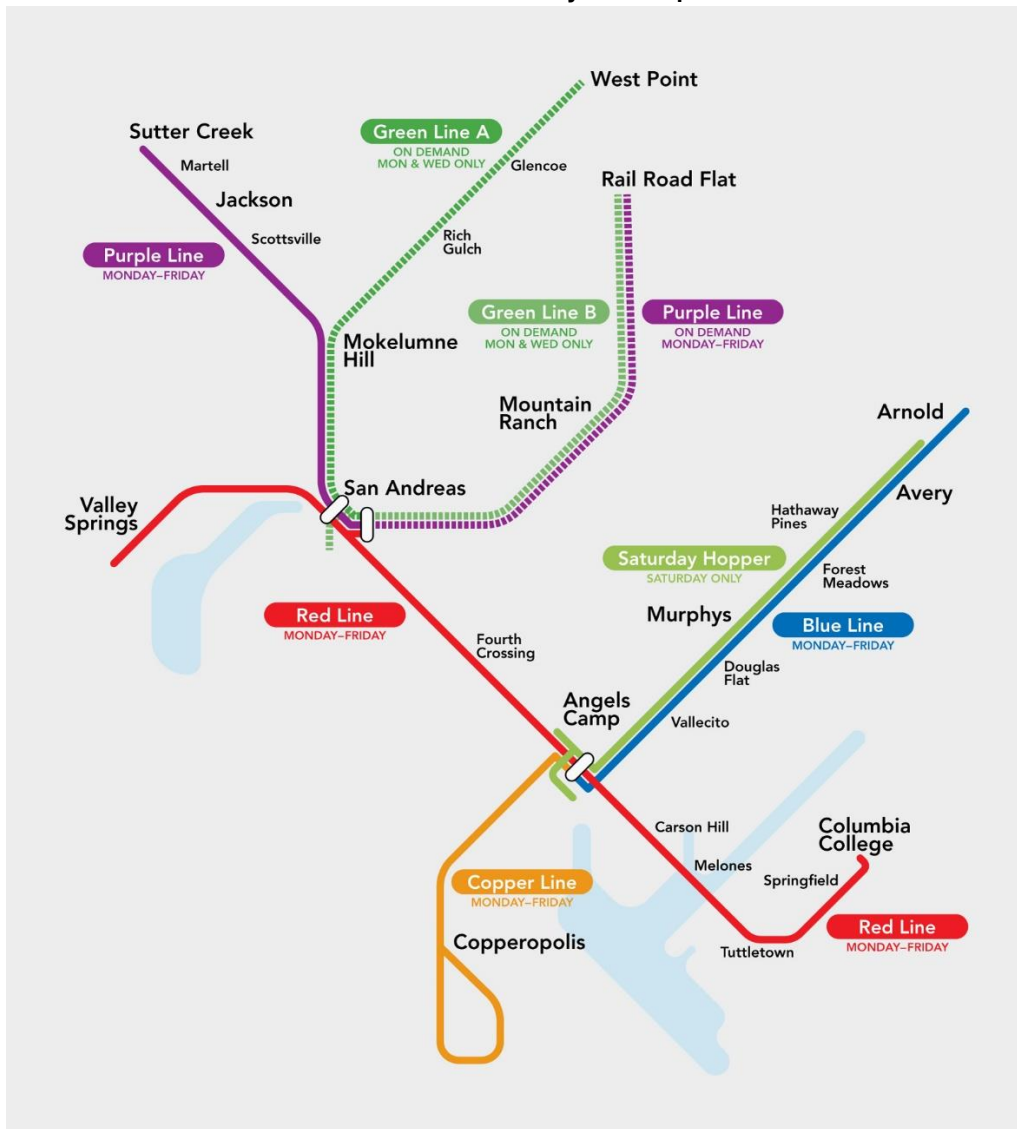 West Point
Sutter Creek
Green Line A
ON DEMAND
MON & WED ONLY
Martell
Glencoe
Rail Road Flat
Jackson
Scottsville
Rich
Gulch
Purple Line
MONDAY–FRIDAY
Green Line B
ON DEMAND
MON & WED ONLY
Purple Line
ON DEMAND
MONDAY–FRIDAY
Mokelumne
Hill
Mountain
Ranch
Arnold
San Andreas
Valley
Springs
Avery
Hathaway
Pines
Saturday Hopper
SATURDAY ONLY
Forest
Meadows
Red Line
MONDAY–FRIDAY
Murphys
Blue Line
MONDAY–FRIDAY
Fourth
Crossing
Douglas
Flat
Angels
Camp
Vallecito
Carson Hill
Columbia
College
Melones
Springfield
Copper Line
MONDAY–FRIDAY
Copperopolis
Tuttletown
Red Line
MONDAY–FRIDAY